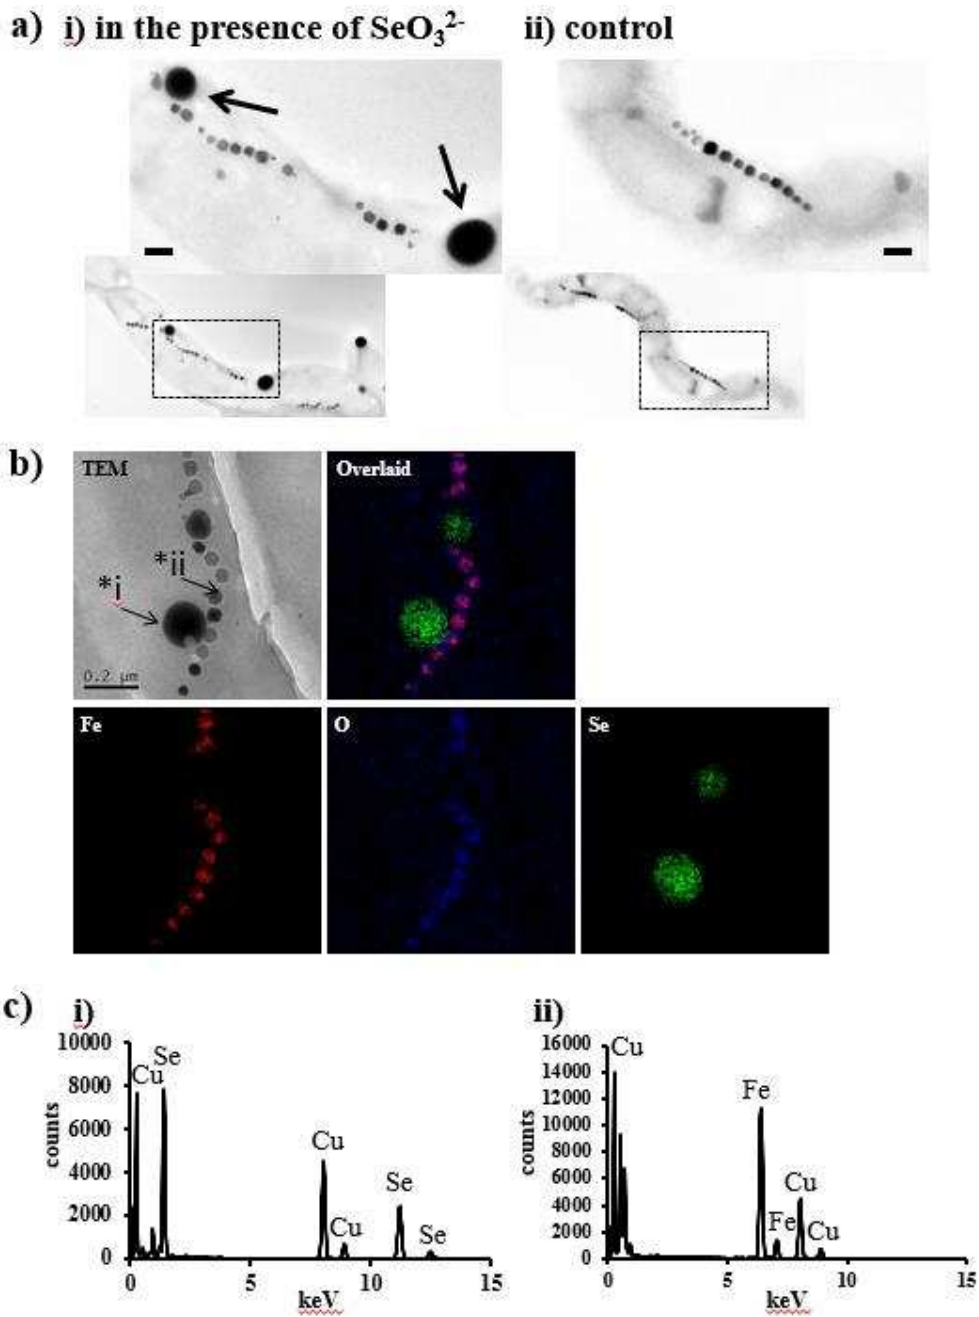 a) i) in the presence of SeO₃²⁻ ii) control
b) TEM Overlaid
*ii
*i
0.2 μm
Fe O Se
c) i) ii)
10000
8000
6000
4000
2000
0
counts
Cu
Se
Cu
Cu
Se
Se
0 5 10 15
keV
16000
14000
12000
10000
8000
6000
4000
2000
0
counts
Cu
Fe
Fe
Cu
Cu
0 5 10 15
keV